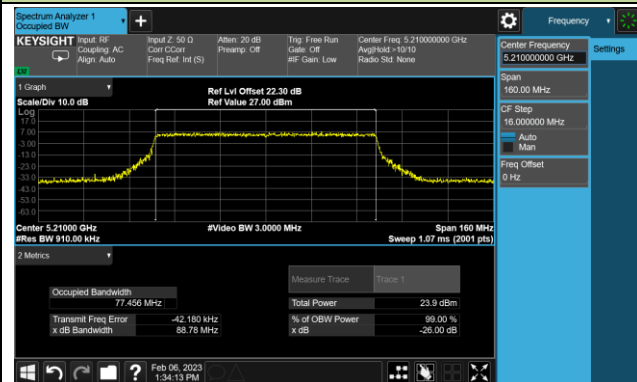 Spectrum Analyzer 1
Occupied BW
Frequency
KEYSIGHT
Input: RF
Coupling: AC
Align: Auto
Input Z: 50 Ω
Corr CCorr
Freq Ref: Int (S)
Atten: 20 dB
Preamp: Off
Trig: Free Run
Gate: Off
#IF Gain: Low
Center Freq: 5.210000000 GHz
Avg|Hold:>10/10
Radio Std: None
Center Frequency
5.210000000 GHz
Settings
Span
160.00 MHz
CF Step
16.000000 MHz
Auto
Man
Freq Offset
0 Hz
1 Graph
Scale/Div 10.0 dB
Ref Lvl Offset 22.30 dB
Ref Value 27.00 dBm
Log
17.0
7.00
-3.00
-13.0
-23.0
-33.0
-43.0
-53.0
-63.0
Center 5.21000 GHz
#Video BW 3.0000 MHz
Span 160 MHz
#Res BW 910.00 kHz
Sweep 1.07 ms (2001 pts)
2 Metrics
Measure Trace
Trace 1
Occupied Bandwidth
77.456 MHz
Total Power
23.9 dBm
Transmit Freq Error
-42.180 kHz
% of OBW Power
99.00 %
x dB Bandwidth
88.78 MHz
x dB
-26.00 dB
?
Feb 06, 2023
1:34:13 PM